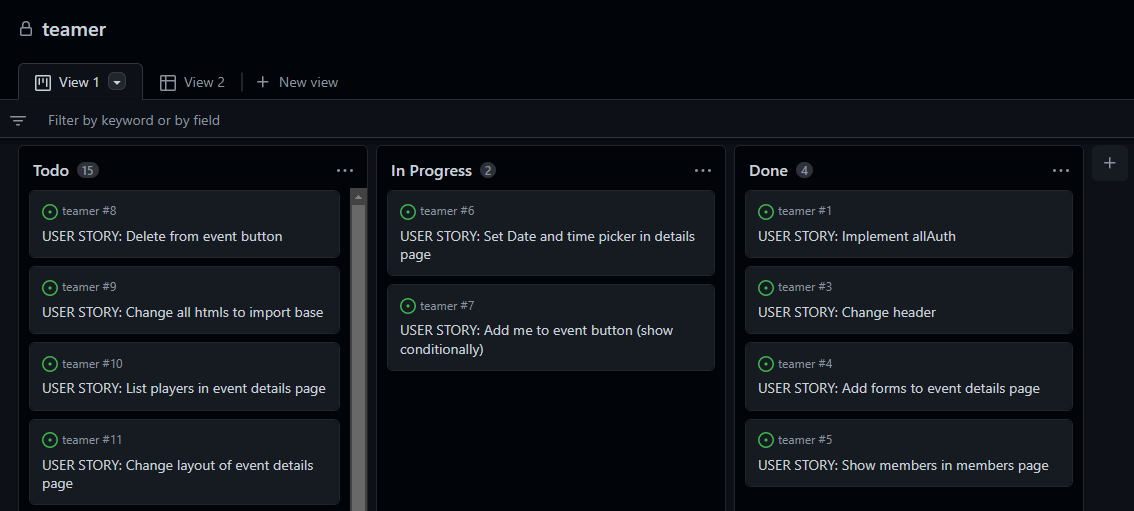 teamer
View 1
View 2
New view
Filter by keyword or by field
Todo 15
teamer #8
USER STORY: Delete from event button
teamer #9
USER STORY: Change all htmls to import base
teamer #10
USER STORY: List players in event details page
teamer #11
USER STORY: Change layout of event details
page
In Progress 2
teamer #6
USER STORY: Set Date and time picker in details
page
teamer #7
USER STORY: Add me to event button (show
conditionally)
Done 4
teamer #1
USER STORY: Implement allAuth
teamer #3
USER STORY: Change header
teamer #4
USER STORY: Add forms to event details page
teamer #5
USER STORY: Show members in members page